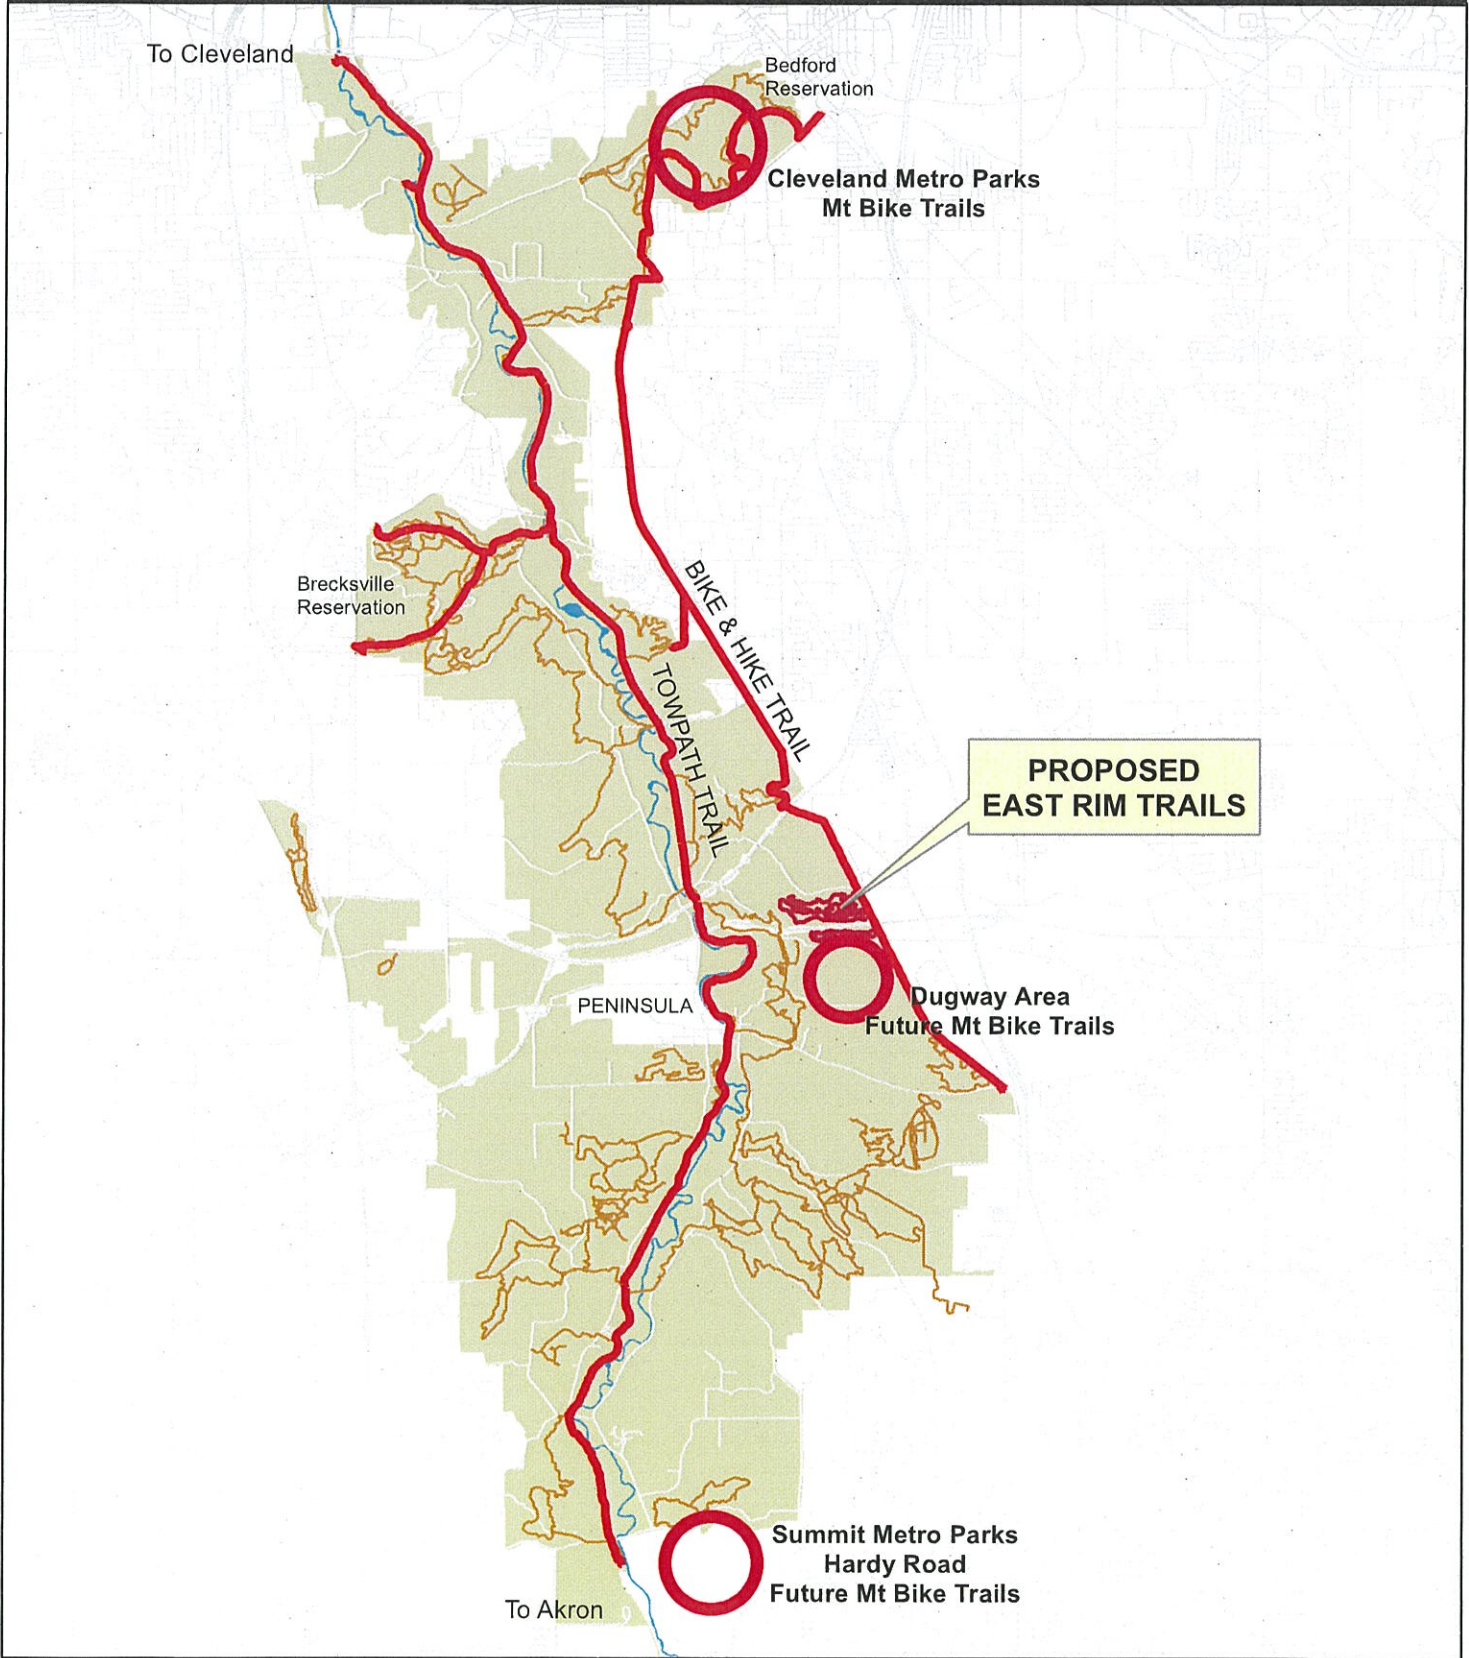 To Cleveland
Bedford
Reservation
Cleveland Metro Parks
Mt Bike Trails
Brecksville
Reservation
BIKE & HIKE TRAIL
TOWPATH TRAIL
PROPOSED
EAST RIM TRAILS
PENINSULA
Dugway Area
Future Mt Bike Trails
Summit Metro Parks
Hardy Road
Future Mt Bike Trails
To Akron